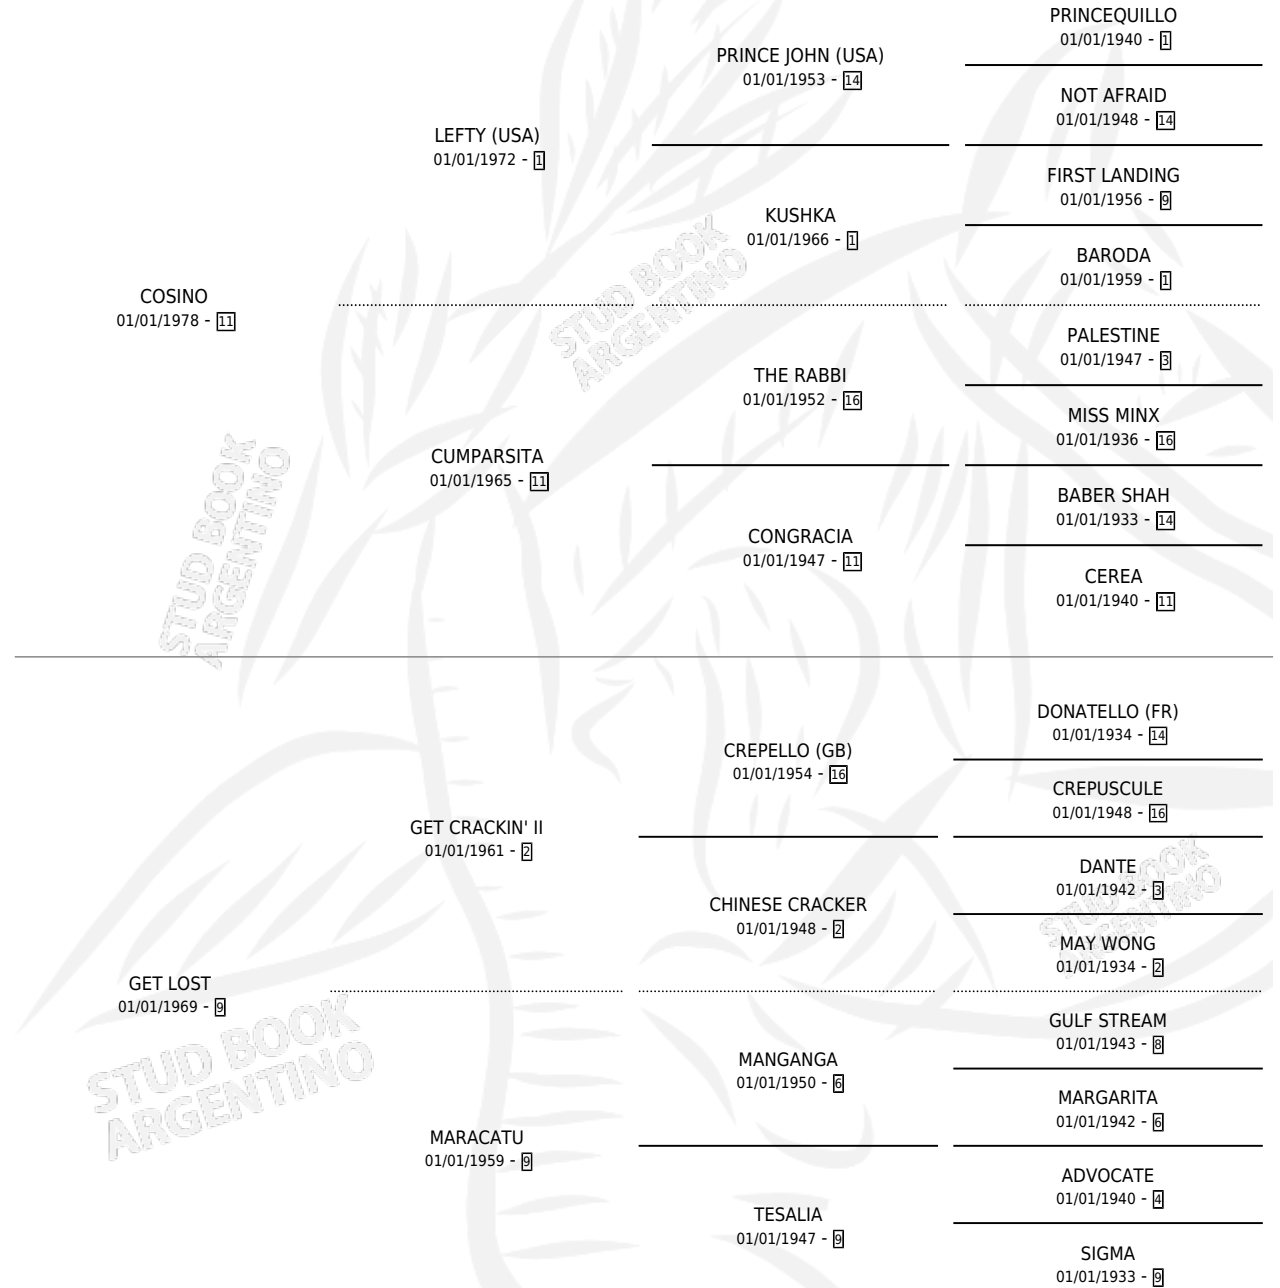 PRINCEQUILLO
01/01/1940 - 1
PRINCE JOHN (USA)
01/01/1953 - 14
NOT AFRAID
01/01/1948 - 14
LEFTY (USA)
01/01/1972 - 1
FIRST LANDING
01/01/1956 - 9
KUSHKA
01/01/1966 - 1
BARODA
01/01/1959 - 1
COSINO
01/01/1978 - 11
PALESTINE
01/01/1947 - 3
THE RABBI
01/01/1952 - 16
MISS MINX
01/01/1936 - 16
CUMPARSITA
01/01/1965 - 11
BABER SHAH
01/01/1933 - 14
CONGRACIA
01/01/1947 - 11
CEREA
01/01/1940 - 11
STUD BOOK
ARGENTINO
STUD BOOK
ARGENTINO
DONATELLO (FR)
01/01/1934 - 14
CREPELLO (GB)
01/01/1954 - 16
CREPUSCULE
01/01/1948 - 16
GET CRACKIN' II
01/01/1961 - 2
DANTE
01/01/1942 - 3
CHINESE CRACKER
01/01/1948 - 2
MAY WONG
01/01/1934 - 2
GET LOST
01/01/1969 - 9
GULF STREAM
01/01/1943 - 8
MANGANGA
01/01/1950 - 6
MARGARITA
01/01/1942 - 6
MARACATU
01/01/1959 - 9
ADVOCATE
01/01/1940 - 4
TESALIA
01/01/1947 - 9
SIGMA
01/01/1933 - 9
STUD BOOK
ARGENTINO
STUD BOOK
ARGENTINO